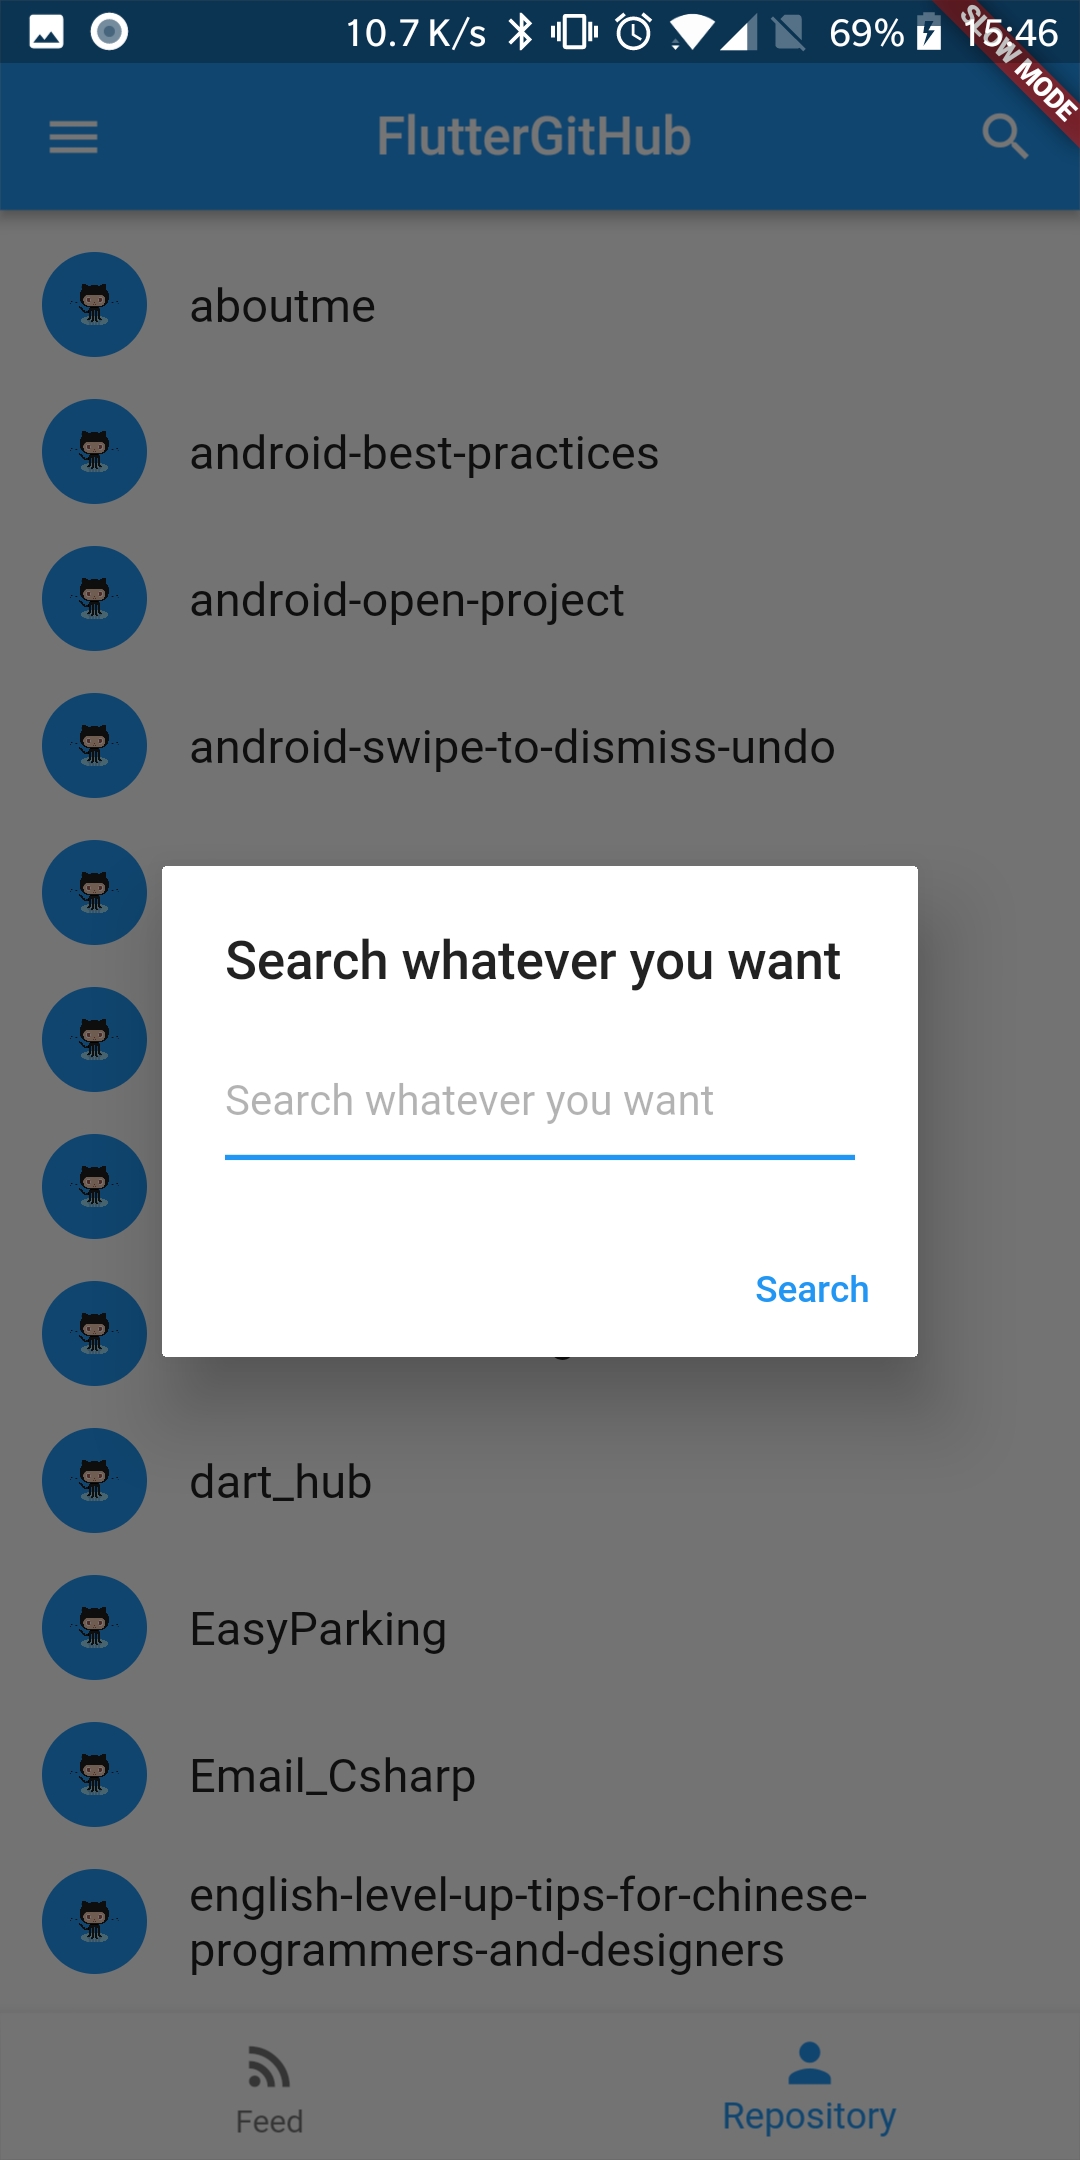 10.7 K/s 69% 15:46
SLOW MODE
FlutterGitHub
aboutme
android-best-practices
android-open-project
android-swipe-to-dismiss-undo
Search whatever you want
Search whatever you want
Search
dart_hub
EasyParking
Email_Csharp
english-level-up-tips-for-chinese-
programmers-and-designers
Feed
Repository